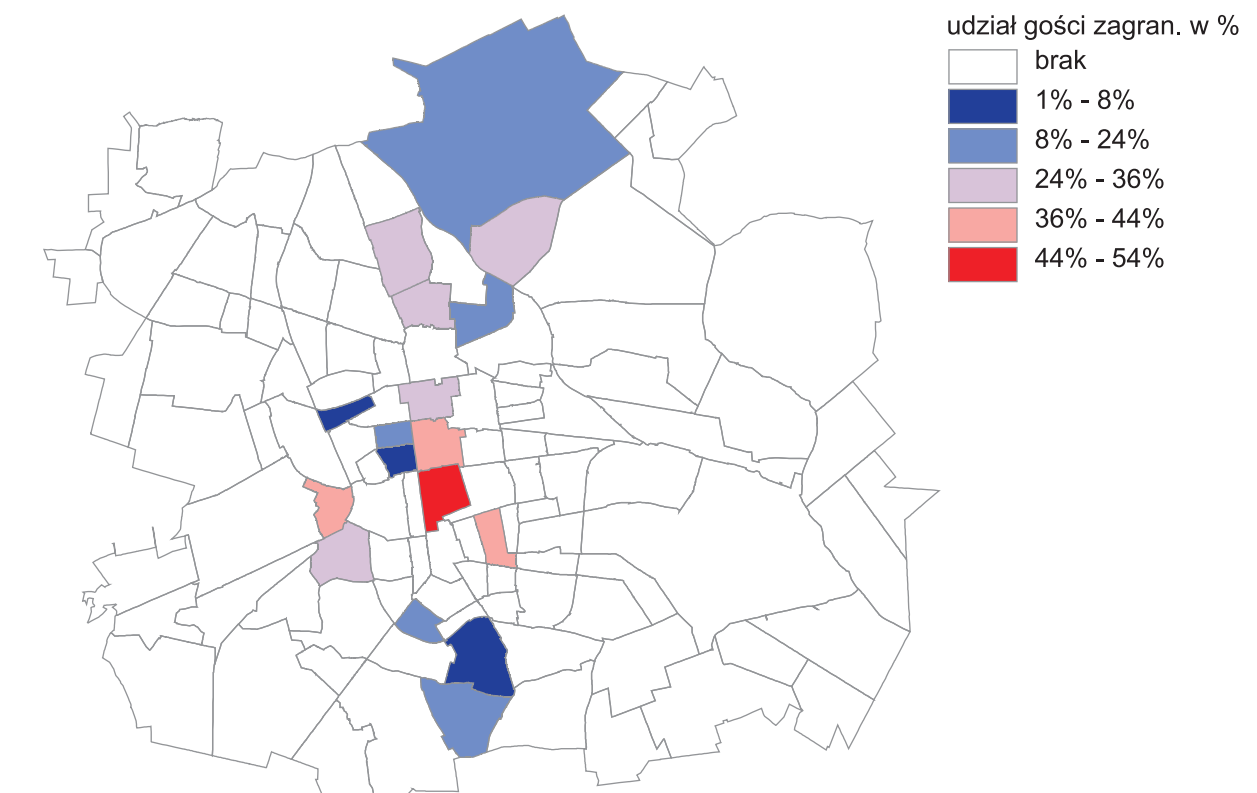 udział gości zagran. w %
brak
1% - 8%
8% - 24%
24% - 36%
36% - 44%
44% - 54%